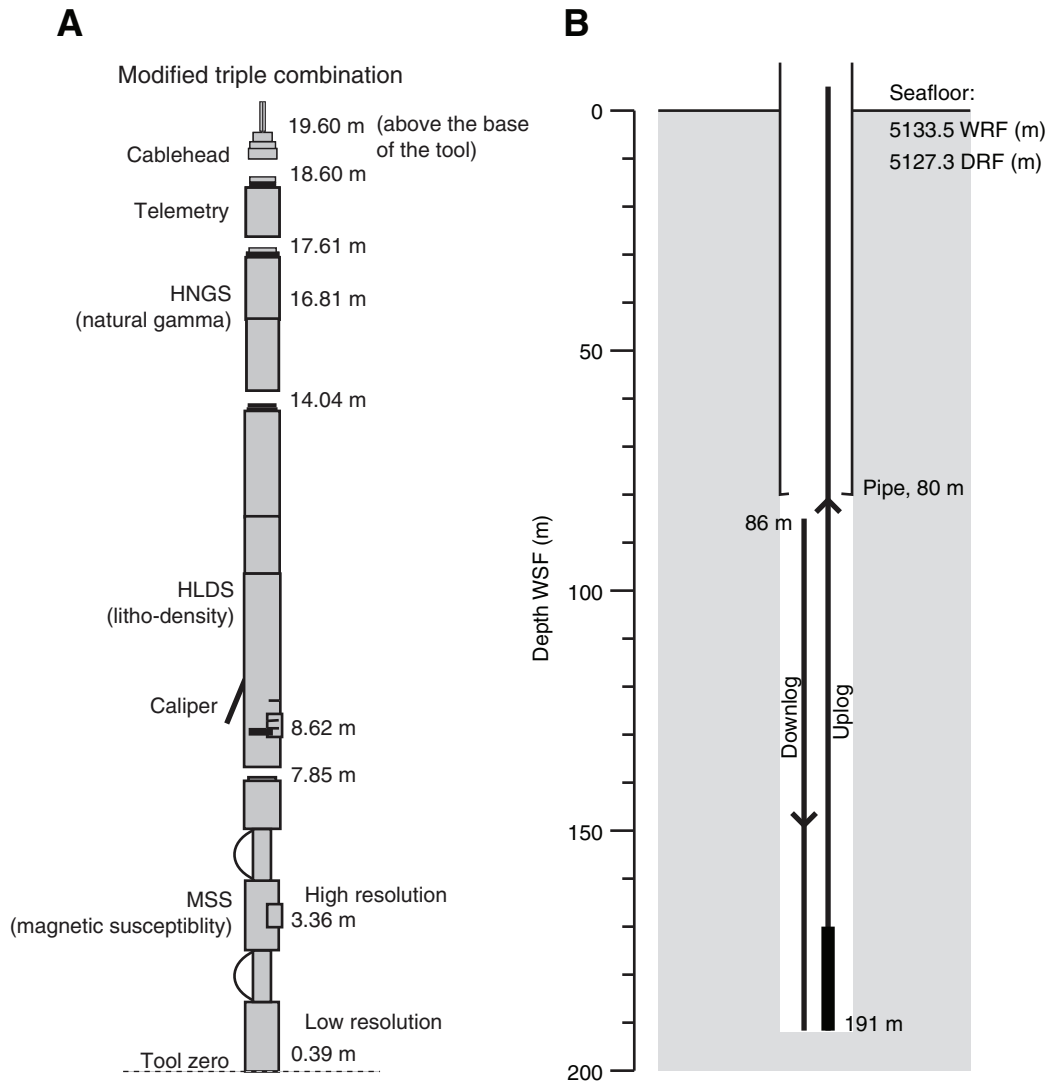 A
Modified triple combination
19.60 m (above the base
of the tool)
Cablehead
18.60 m
Telemetry
17.61 m
HNGS
(natural gamma)
16.81 m
14.04 m
HLDS
(litho-density)
Caliper
8.62 m
7.85 m
MSS
(magnetic susceptiblity)
High resolution
3.36 m
Low resolution
0.39 m
Tool zero
B
Seafloor:
5133.5 WRF (m)
5127.3 DRF (m)
Depth WSF (m)
0
50
100
150
200
Pipe, 80 m
86 m
Downlog
Uplog
191 m